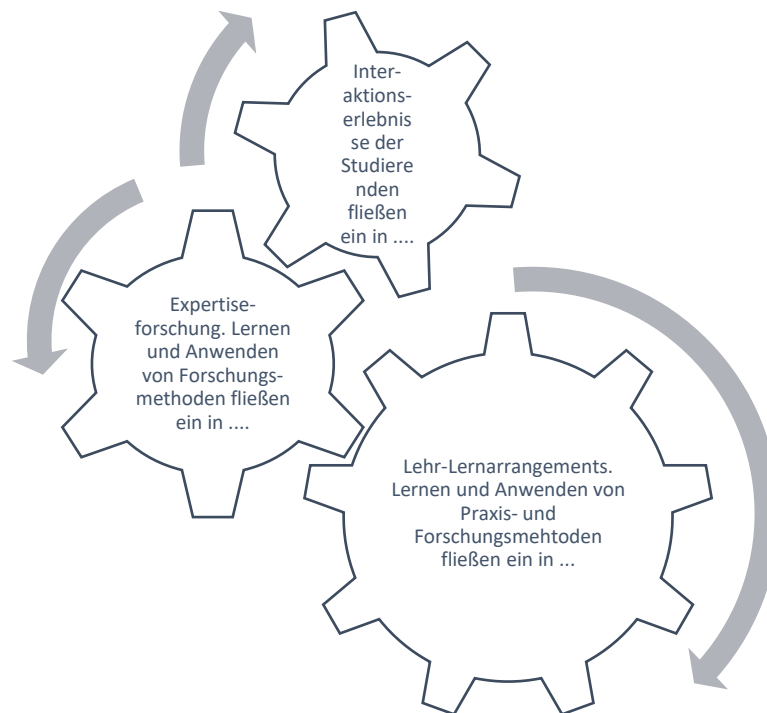 Inter-
aktions-
erlebnis
se der
Studiere
nden
fließen
ein in ....
Expertise-
forschung. Lernen
und Anwenden
von Forschungs-
methoden fließen
ein in ....
Lehr-Lernarrangements.
Lernen und Anwenden von
Praxis- und
Forschungsmehtoden
fließen ein in ...